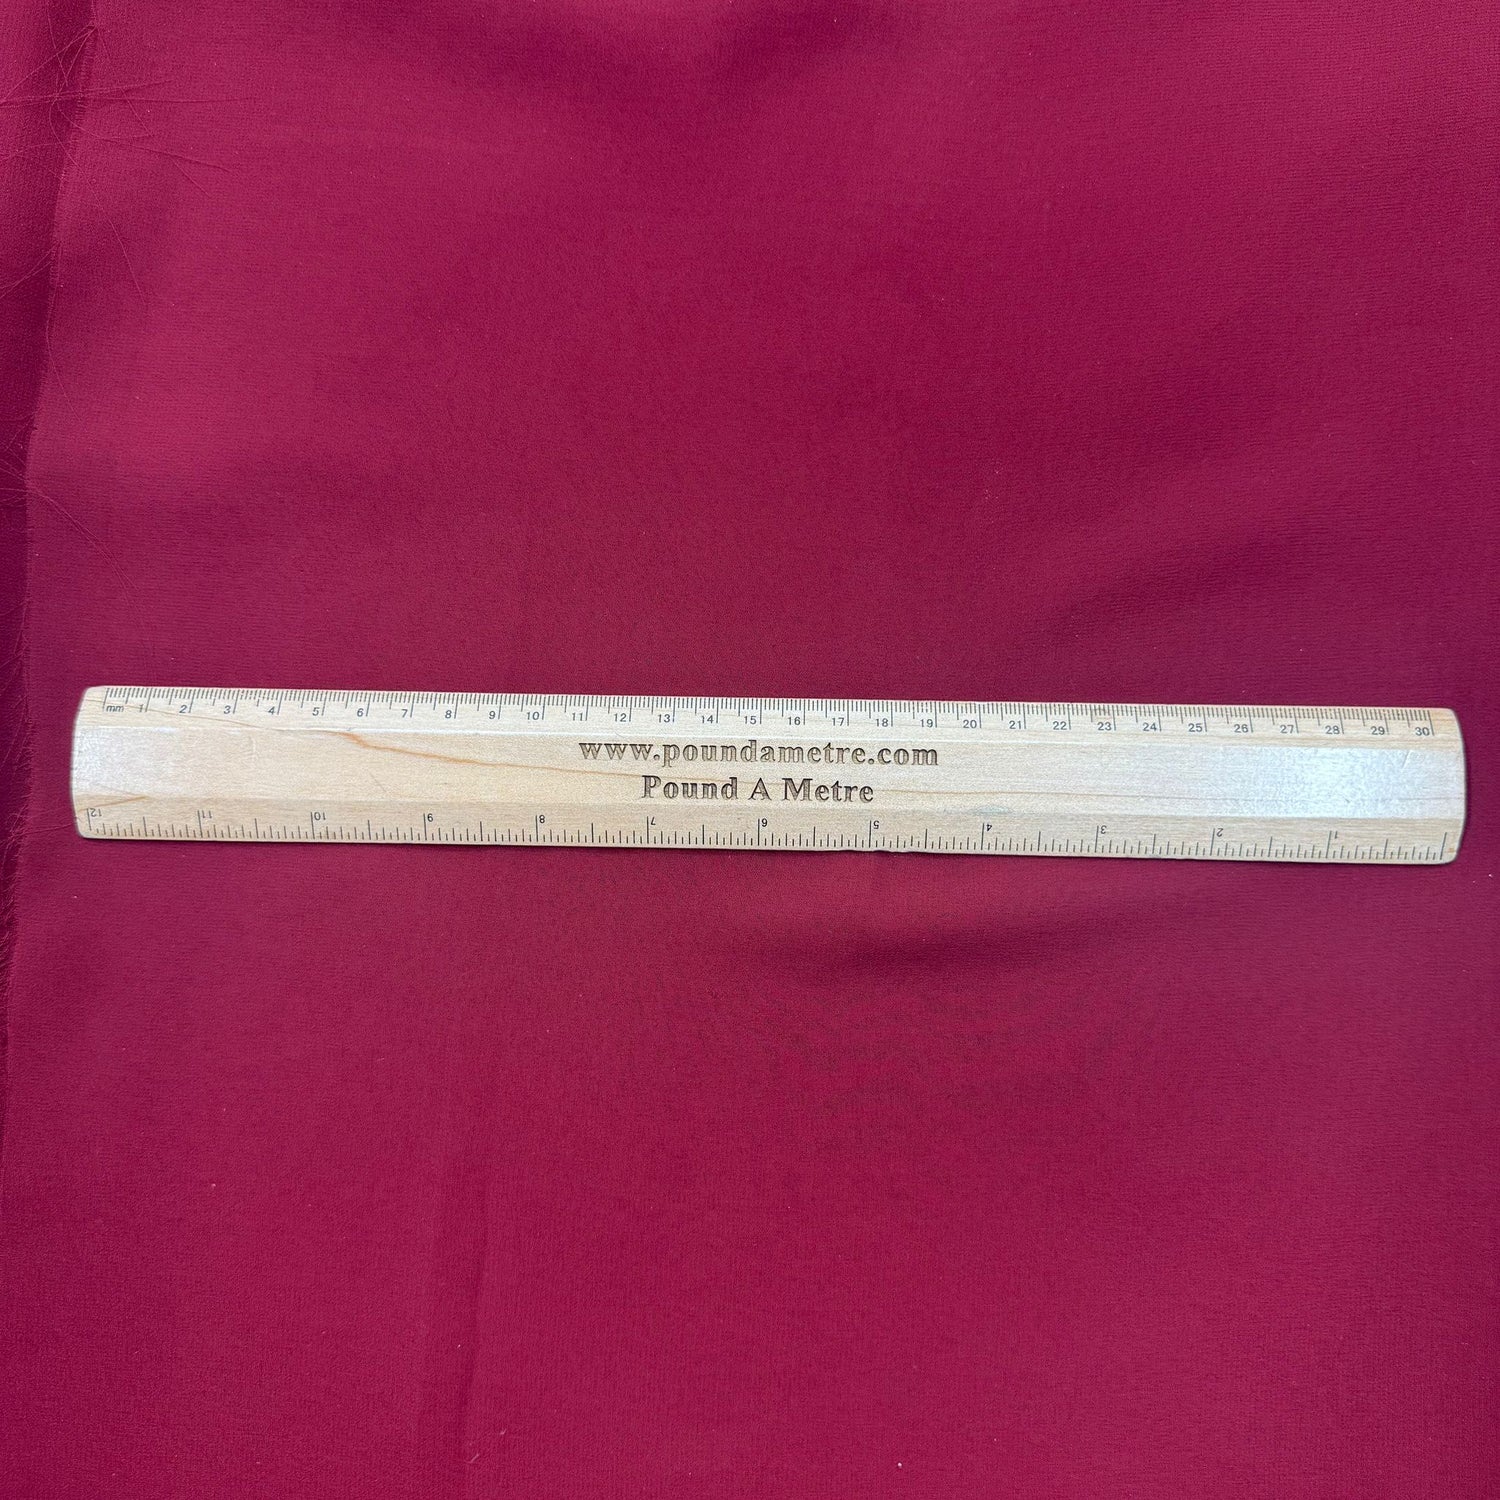 mm 1 2 3 4 5 6 7 8 9 10 11 12 13 14 15 16 17 18 19 20 21 22 23 24 25 26 27 28 29 30
www.poundametre.com
Pound A Metre
12 11 10 9 8 7 6 5 4 3 2 1